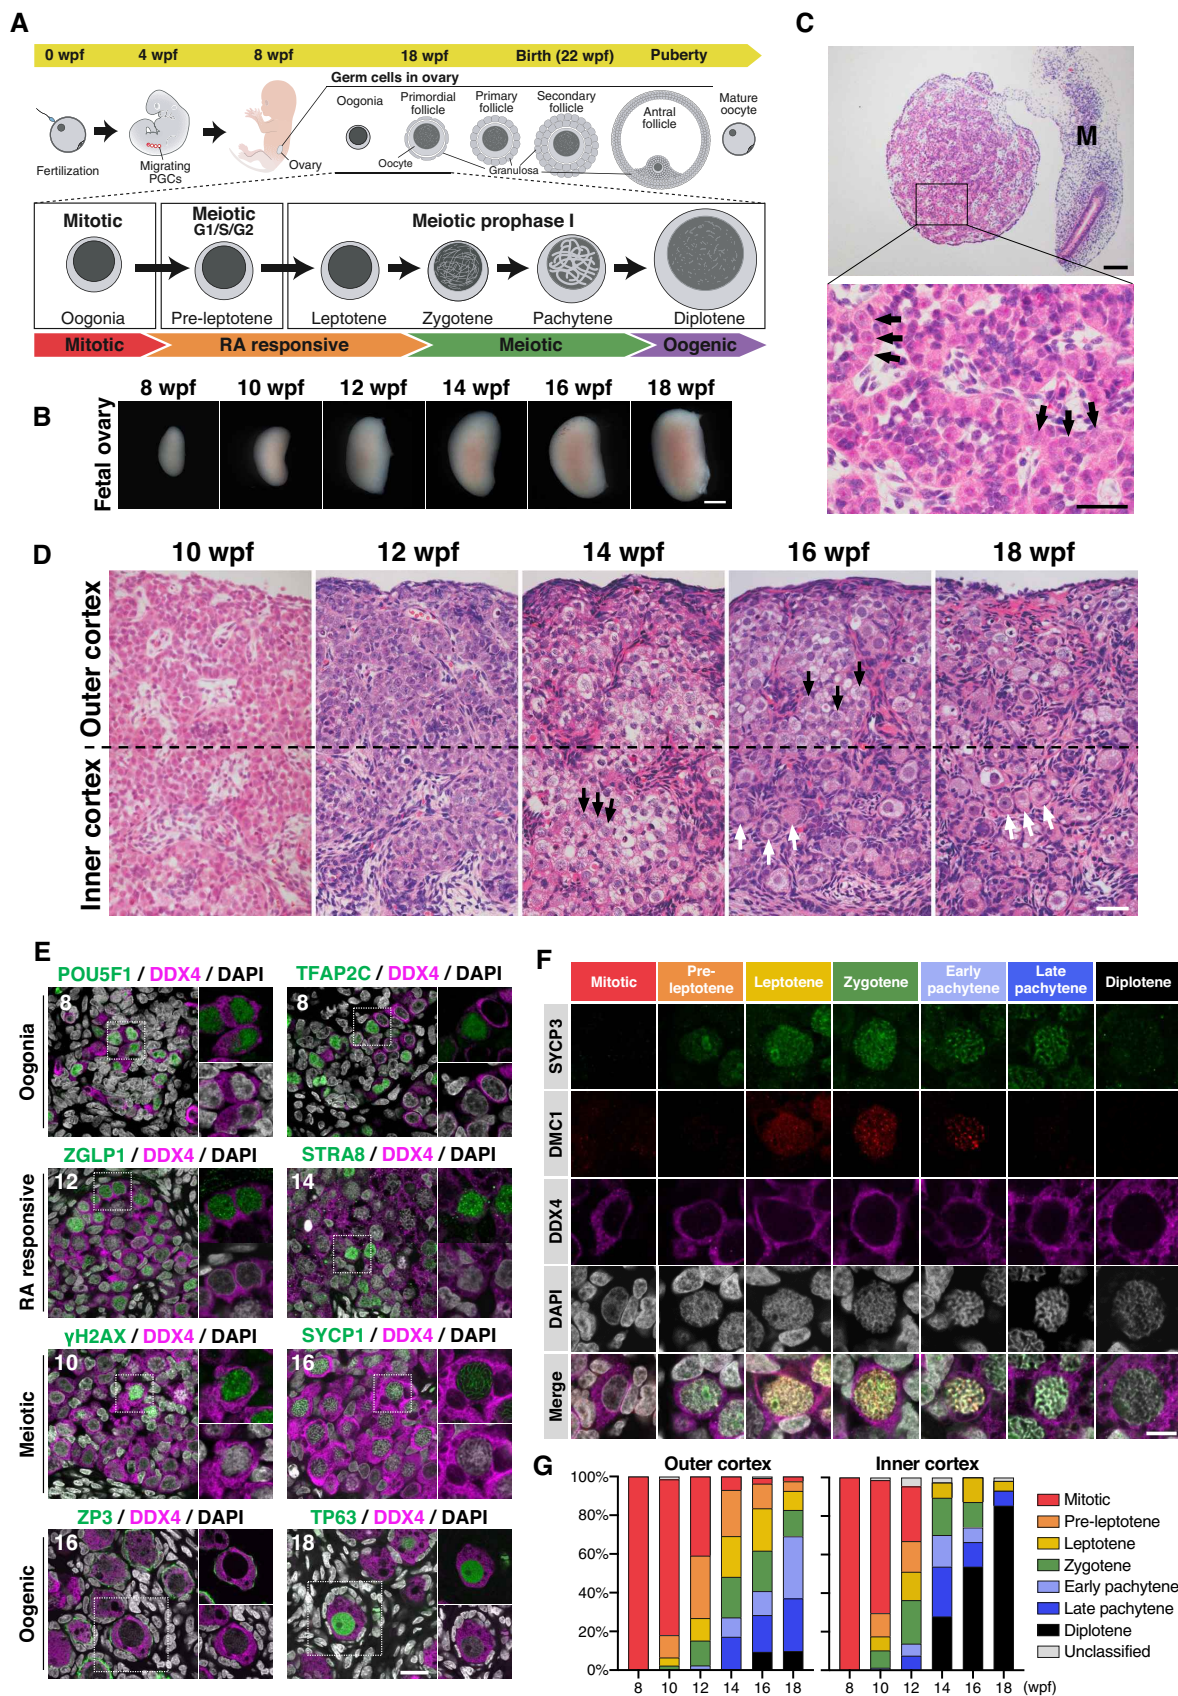 A
0 wpf
4 wpf
8 wpf
18 wpf
Birth (22 wpf)
Puberty
Germ cells in ovary
Oogonia
Primordial
follicle
Primary
follicle
Secondary
follicle
Antral
follicle
Mature
oocyte
Fertilization
Migrating
PGCs
Ovary
Oocyte
Granulosa
Mitotic
Meiotic
G1/S/G2
Meiotic prophase I
Oogonia
Pre-leptotene
Leptotene
Zygotene
Pachytene
Diplotene
Mitotic
RA responsive
Meiotic
Oogenic
B
8 wpf
10 wpf
12 wpf
14 wpf
16 wpf
18 wpf
Fetal ovary
C
M
D
10 wpf
12 wpf
14 wpf
16 wpf
18 wpf
Outer cortex
Inner cortex
E
POU5F1 / DDX4 / DAPI
TFAP2C / DDX4 / DAPI
8
8
Oogonia
ZGLP1 / DDX4 / DAPI
STRA8 / DDX4 / DAPI
12
14
RA responsive
γH2AX / DDX4 / DAPI
SYCP1 / DDX4 / DAPI
10
16
Meiotic
ZP3 / DDX4 / DAPI
TP63 / DDX4 / DAPI
16
18
Oogenic
F
Mitotic
Pre-
leptotene
Leptotene
Zygotene
Early
pachytene
Late
pachytene
Diplotene
SYCP3
DMC1
DDX4
DAPI
Merge
G
Outer cortex
Inner cortex
100%
80%
60%
40%
20%
0%
8
10
12
14
16
18
8
10
12
14
16
18
(wpf)
Mitotic
Pre-leptotene
Leptotene
Zygotene
Early pachytene
Late pachytene
Diplotene
Unclassified